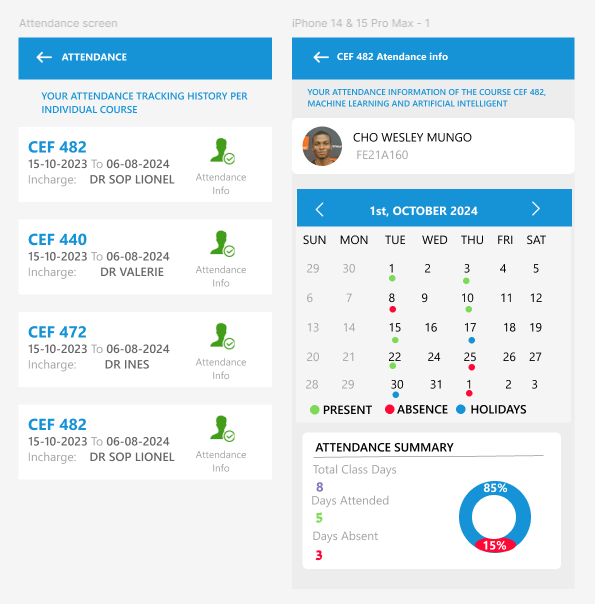 Attendance screen
ATTENDANCE
YOUR ATTENDANCE TRACKING HISTORY PER
INDIVIDUAL COURSE
CEF 482
15-10-2023 To 06-08-2024
Incharge: DR SOP LIONEL
Attendance
Info
CEF 440
15-10-2023 To 06-08-2024
Incharge: DR VALERIE
Attendance
Info
CEF 472
15-10-2023 To 06-08-2024
Incharge: DR INES
Attendance
Info
CEF 482
15-10-2023 To 06-08-2024
Incharge: DR SOP LIONEL
Attendance
Info
iPhone 14 & 15 Pro Max - 1
CEF 482 Atendance info
YOUR ATTENDANCE INFORMATION OF THE COURSE CEF 482,
MACHINE LEARNING AND ARTIFICIAL INTELLIGENT
CHO WESLEY MUNGO
FE21A160
1st, OCTOBER 2024
SUN MON TUE WED THU FRI SAT
29 30 1 2 3 4 5
6 7 8 9 10 11 12
13 14 15 16 17 18 19
20 21 22 24 25 26 27
28 29 30 31 1 2 3
PRESENT ABSENCE HOLIDAYS
ATTENDANCE SUMMARY
Total Class Days
8
Days Attended
5
Days Absent
3
85%
15%